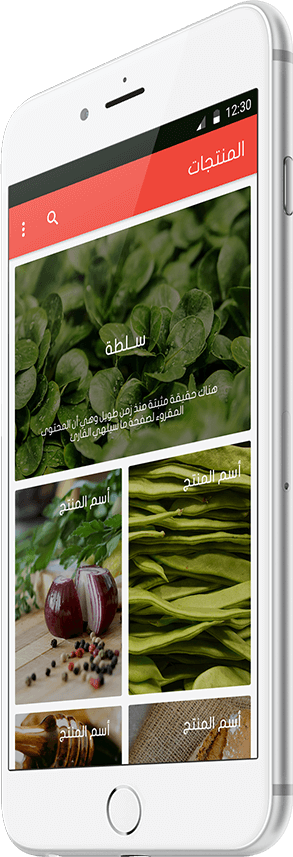 12:30
المنتجات
سلطة
هناك حقيقة مثبتة منذ زمن طويل وهي أن المحتوى
المقروء لصفحة ما سيلهي القارئ
أسم المنتج
أسم المنتج
أسم المنتج
أسم المنتج